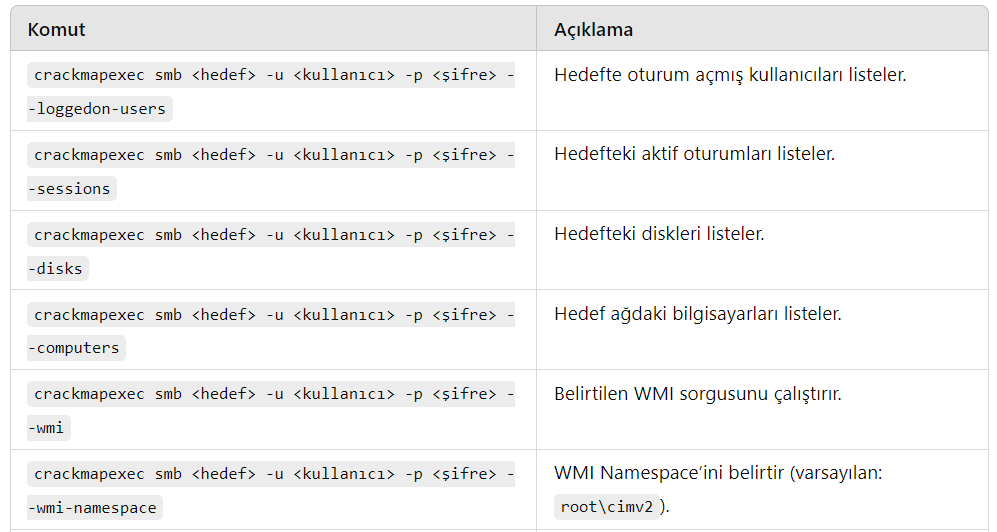 Komut Açıklama
crackmapexec smb <hedef> -u <kullanıcı> -p <şifre> - Hedefte oturum açmış kullanıcıları listeler.
-loggedon-users
crackmapexec smb <hedef> -u <kullanıcı> -p <şifre> - Hedefteki aktif oturumları listeler.
-sessions
crackmapexec smb <hedef> -u <kullanıcı> -p <şifre> - Hedefteki diskleri listeler.
-disks
crackmapexec smb <hedef> -u <kullanıcı> -p <şifre> - Hedef ağdaki bilgisayarları listeler.
-computers
crackmapexec smb <hedef> -u <kullanıcı> -p <şifre> - Belirtilen WMI sorgusunu çalıştırır.
-wmi
crackmapexec smb <hedef> -u <kullanıcı> -p <şifre> - WMI Namespace’ini belirtir (varsayılan:
-wmi-namespace root\cimv2 ).